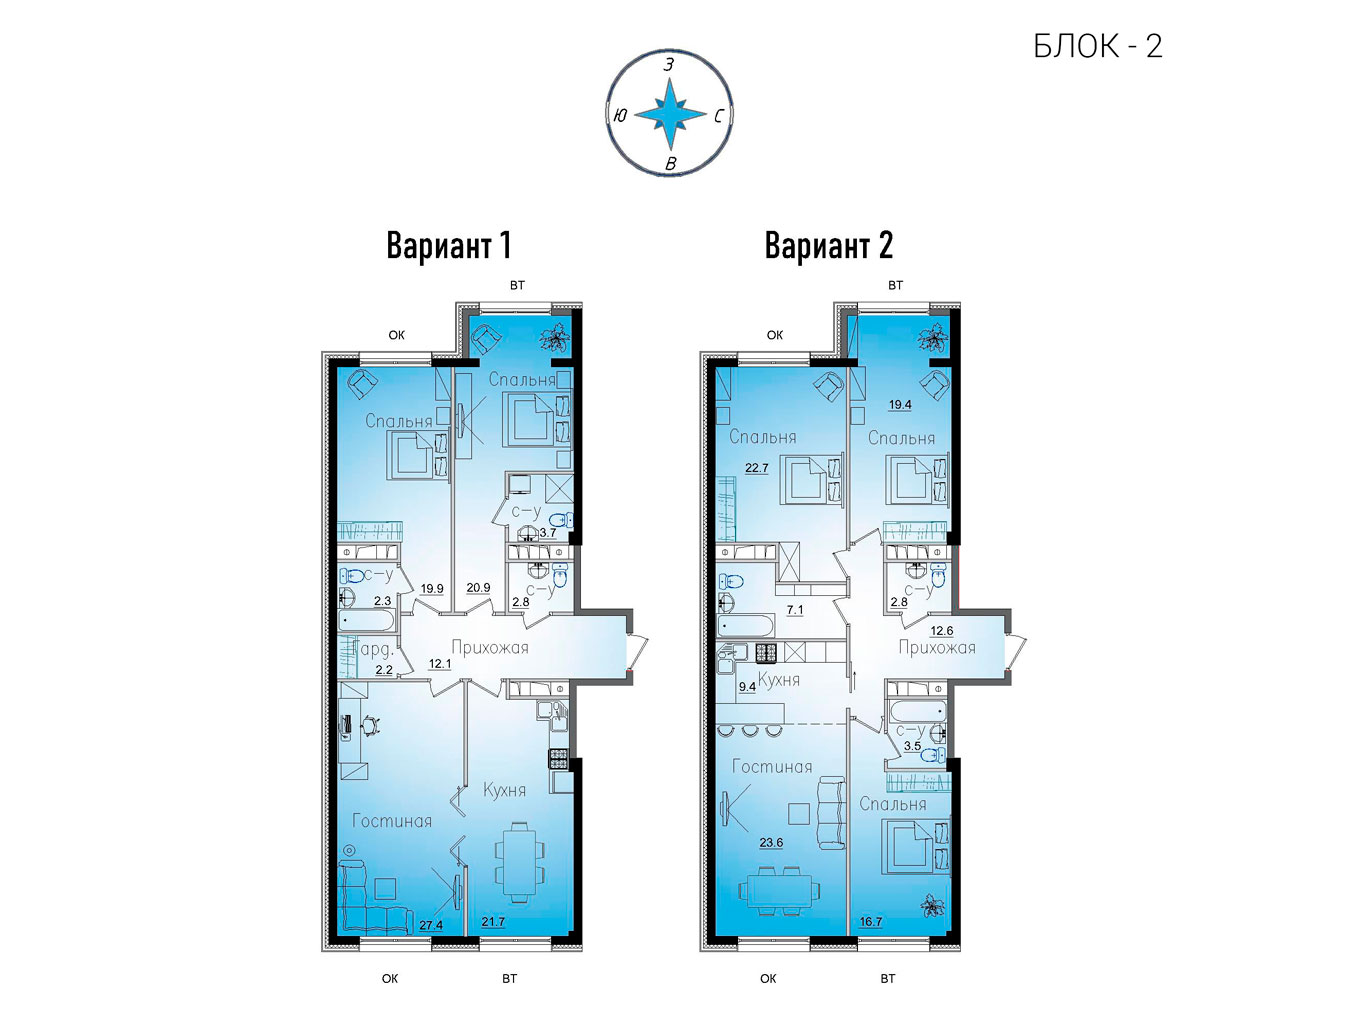 БЛОК - 2
З
Ю
С
В
Вариант 1
ВТ
ОК
Спальня
Спальня
с-у
3.7
с-у
2.3
19.9
20.9
с-у
2.8
Гард.
2.2
12.1
Прихожая
Кухня
Гостиная
27.4
21.7
ОК
ВТ
Вариант 2
ВТ
ОК
19.4
Спальня
Спальня
22.7
7.1
с-у
2.8
12.6
Прихожая
Кухня
9.4
с-у
3.5
Гостиная
Спальня
23.6
16.7
ОК
ВТ